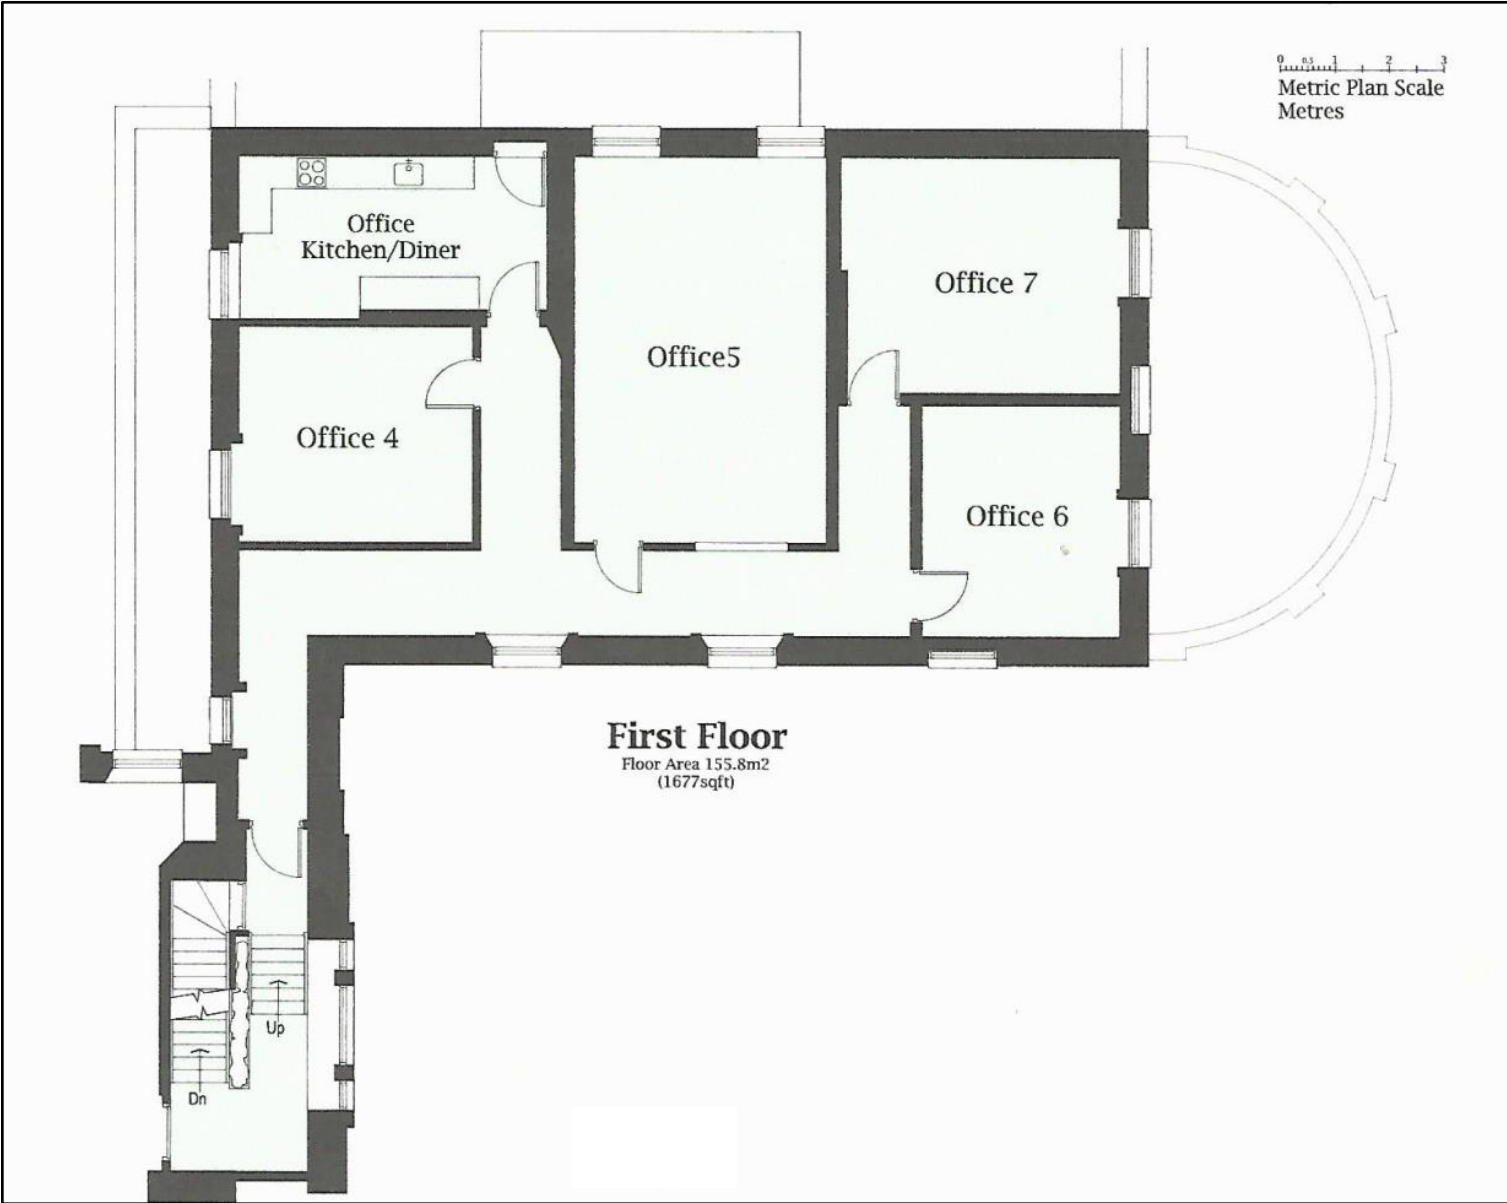 0 0.5 1 2 3
Metric Plan Scale
Metres
Office
Kitchen/Diner
Office 7
Office5
Office 4
Office 6
First Floor
Floor Area 155.8m2
(1677sqft)
Up
Dn